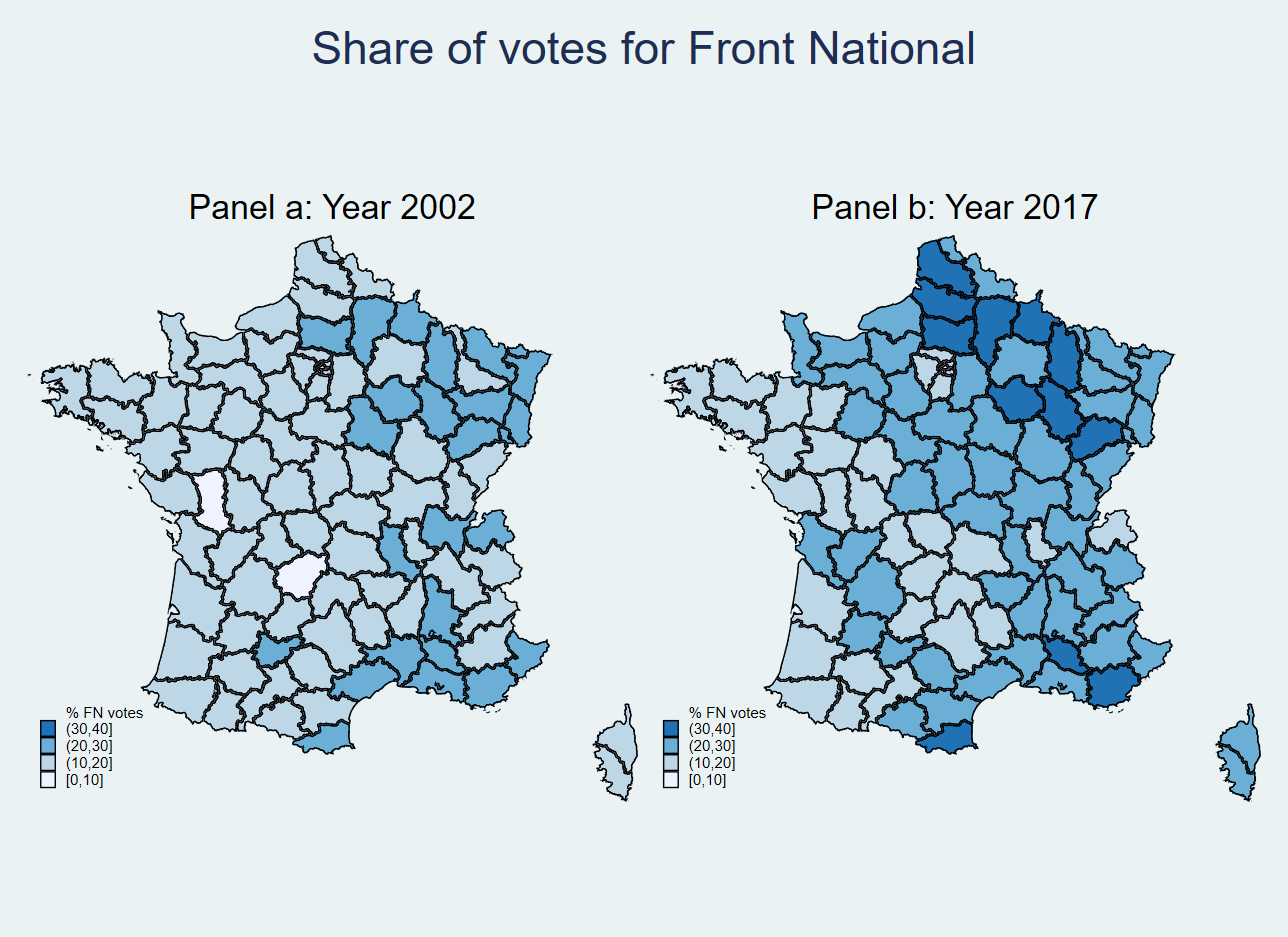 Share of votes for Front National
Panel a: Year 2002
Panel b: Year 2017
% FN votes
(30,40]
(20,30]
(10,20]
[0,10]
% FN votes
(30,40]
(20,30]
(10,20]
[0,10]